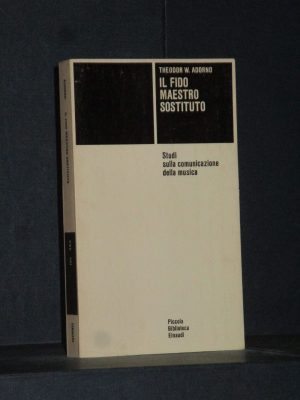 THEODOR W. ADORNO
IL FIDO
MAESTRO
SOSTITUTO
Studi
sulla comunicazione
della musica
Piccola
Biblioteca
Einaudi